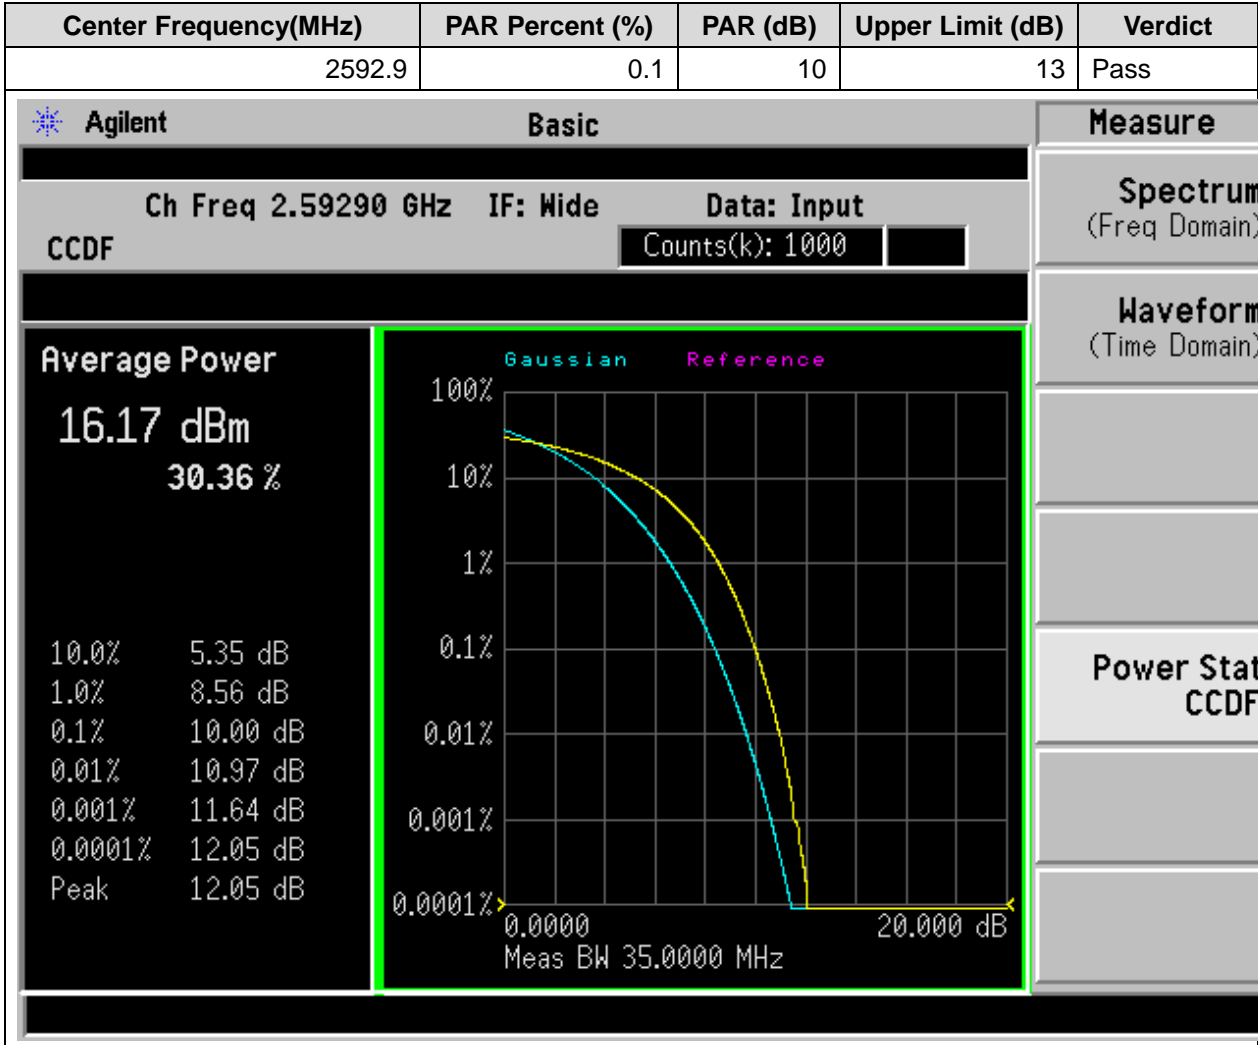 Center Frequency(MHz) PAR Percent (%) PAR (dB) Upper Limit (dB) Verdict
2592.9 0.1 10 13 Pass
Agilent Basic Measure
Ch Freq 2.59290 GHz IF: Wide Data: Input
CCDF Counts(k): 1000
Spectrum
(Freq Domain)
Waveform
(Time Domain)
Power Stat
CCDF
Average Power
16.17 dBm
30.36 %
10.0% 5.35 dB
1.0% 8.56 dB
0.1% 10.00 dB
0.01% 10.97 dB
0.001% 11.64 dB
0.0001% 12.05 dB
Peak 12.05 dB
Gaussian Reference
100%
10%
1%
0.1%
0.01%
0.001%
0.0001%
0.0000 20.000 dB
Meas BW 35.0000 MHz